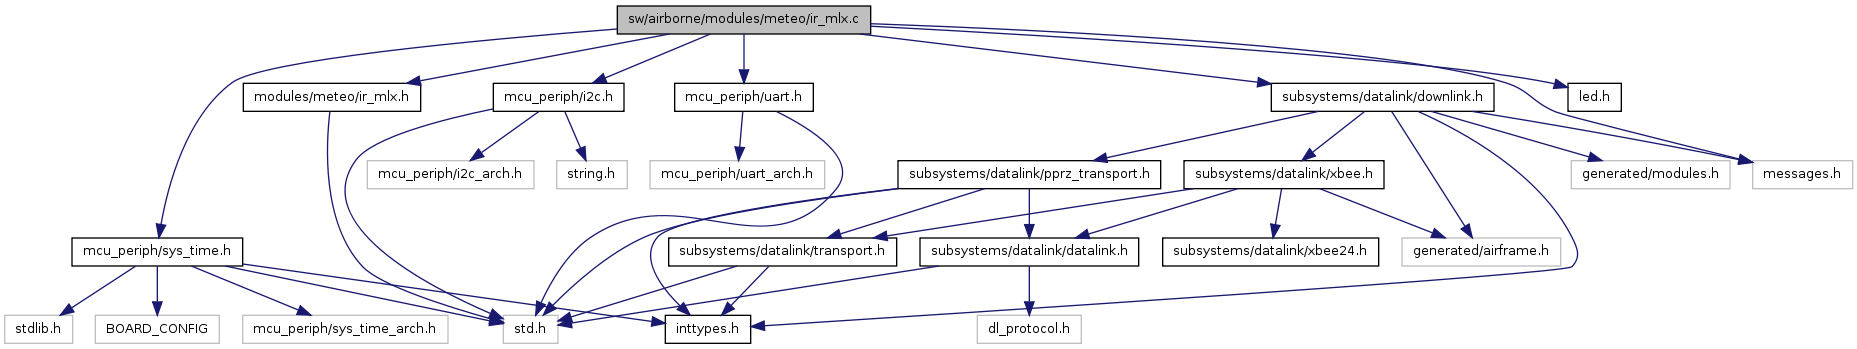 sw/airborne/modules/meteo/ir_mlx.c
modules/meteo/ir_mlx.h
mcu_periph/i2c.h
mcu_periph/uart.h
subsystems/datalink/downlink.h
led.h
mcu_periph/i2c_arch.h
string.h
mcu_periph/uart_arch.h
subsystems/datalink/pprz_transport.h
subsystems/datalink/xbee.h
generated/modules.h
messages.h
mcu_periph/sys_time.h
subsystems/datalink/transport.h
subsystems/datalink/datalink.h
subsystems/datalink/xbee24.h
generated/airframe.h
stdlib.h
BOARD_CONFIG
mcu_periph/sys_time_arch.h
std.h
inttypes.h
dl_protocol.h